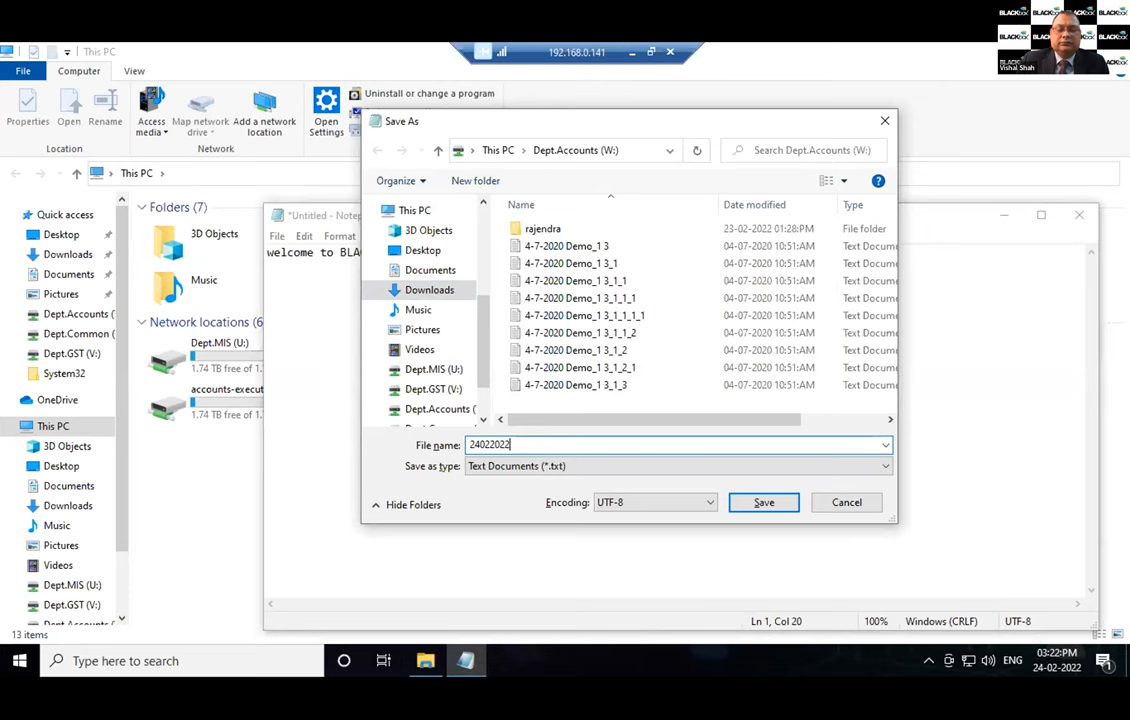 BLACKbox BLACKbox BLACKbox
Vishal Shah
This PC
192.168.0.141
File Computer View
Properties Open Rename
Access media
Map network drive
Add a network location
Open Settings
Uninstall or change a program
Location
Network
This PC
Quick access
Desktop
Downloads
Documents
Pictures
Dept.Accounts (
Dept.Common (
Dept.GST (V:)
System32
OneDrive
This PC
3D Objects
Desktop
Documents
Downloads
Music
Pictures
Videos
Dept.MIS (U:)
Dept.GST (V:)
Dept.Accounts (
13 items
Folders (7)
3D Objects
Music
Network locations (6
Dept.MIS (U:)
1.74 TB free of 1
accounts-execut
1.74 TB free of 1
*Untitled - Notep
File Edit Format
welcome to BLA
Save As
This PC > Dept.Accounts (W:)
Search Dept.Accounts (W:)
Organize New folder
This PC
3D Objects
Desktop
Documents
Downloads
Music
Pictures
Videos
Dept.MIS (U:)
Dept.GST (V:)
Dept.Accounts (
Name Date modified Type
rajendra 23-02-2022 01:28:PM File folder
4-7-2020 Demo_1 3 04-07-2020 10:51:AM Text Docume
4-7-2020 Demo_1 3_1 04-07-2020 10:51:AM Text Docume
4-7-2020 Demo_1 3_1_1 04-07-2020 10:51:AM Text Docume
4-7-2020 Demo_1 3_1_1_1 04-07-2020 10:51:AM Text Docume
4-7-2020 Demo_1 3_1_1_1_1 04-07-2020 10:51:AM Text Docume
4-7-2020 Demo_1 3_1_1_2 04-07-2020 10:51:AM Text Docume
4-7-2020 Demo_1 3_1_2 04-07-2020 10:51:AM Text Docume
4-7-2020 Demo_1 3_1_2_1 04-07-2020 10:51:AM Text Docume
4-7-2020 Demo_1 3_1_3 04-07-2020 10:51:AM Text Docume
File name: 24022022
Save as type: Text Documents (*.txt)
Hide Folders
Encoding: UTF-8
Save
Cancel
Ln 1, Col 20 100% Windows (CRLF) UTF-8
Type here to search
ENG
03:22:PM
24-02-2022
1